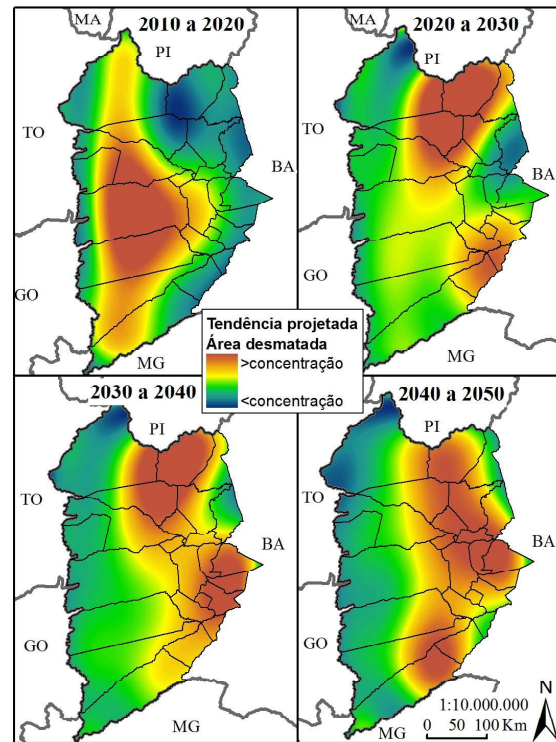 MA
2010 a 2020
PI
TO
BA
GO
MG
2020 a 2030
MA
PI
TO
BA
GO
MG
Tendência projetada
Área desmatada
>concentração
<concentração
2030 a 2040
PI
TO
BA
GO
MG
2040 a 2050
PI
TO
BA
GO
MG
N
1:10.000.000
0 50 100 Km